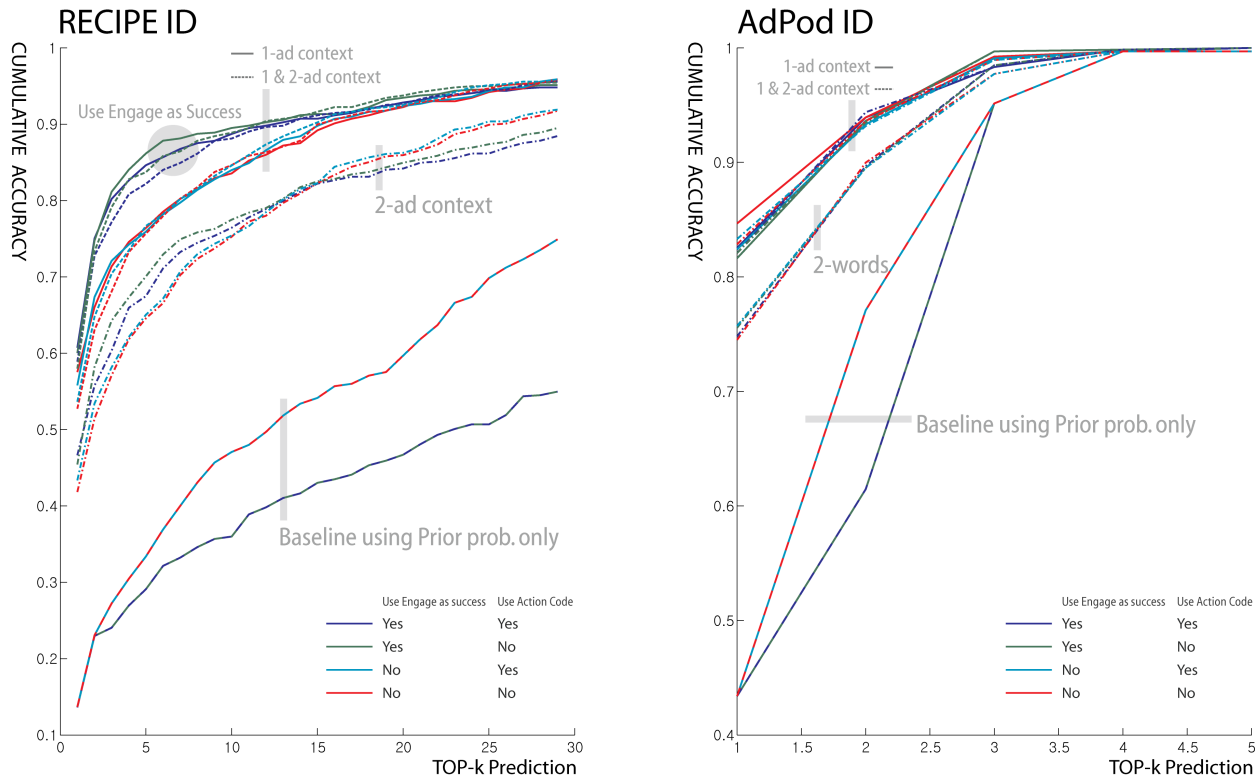 RECIPE ID
CUMULATIVE ACCURACY
1
0.9
0.8
0.7
0.6
0.5
0.4
0.3
0.2
0.1
1-ad context
1 & 2-ad context
Use Engage as Success
2-ad context
Baseline using Prior prob. only
Use Engage as success Use Action Code
Yes Yes
Yes No
No Yes
No No
0 5 10 15 20 25 30
TOP-k Prediction
AdPod ID
CUMULATIVE ACCURACY
1
0.9
0.8
0.7
0.6
0.5
0.4
1-ad context
1 & 2-ad context
2-words
Baseline using Prior prob. only
Use Engage as success Use Action Code
Yes Yes
Yes No
No Yes
No No
1 1.5 2 2.5 3 3.5 4 4.5 5
TOP-k Prediction